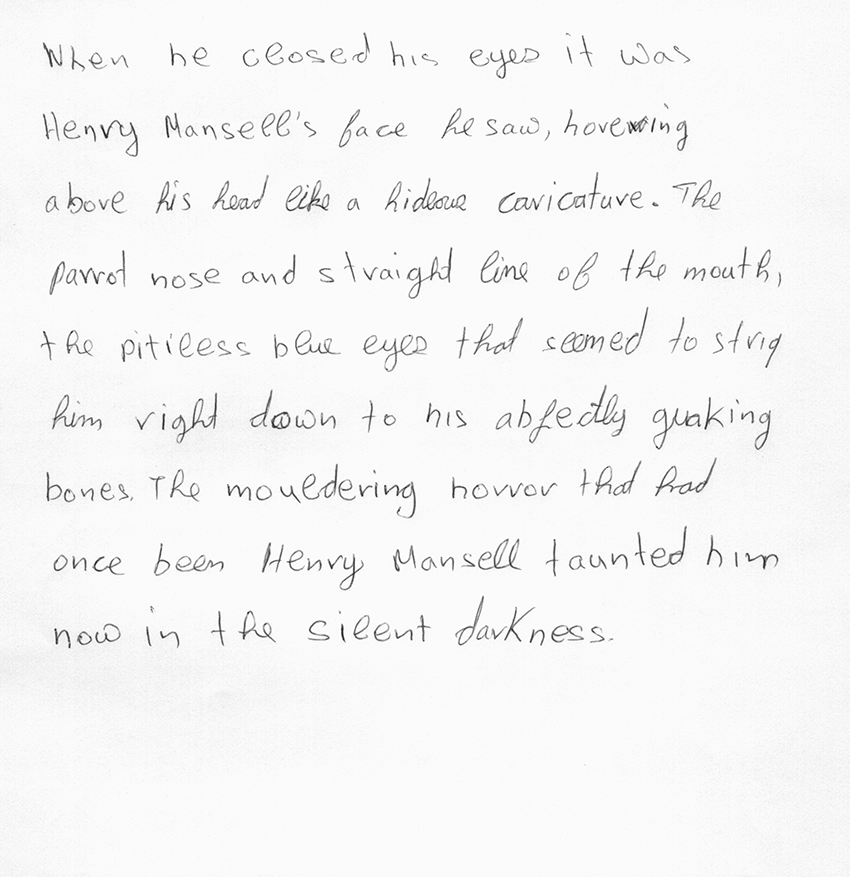 When he closed his eyes it was
Henry Mansell's face he saw, hovering
above his head like a hideous caricature. The
parrot nose and straight line of the mouth,
the pitiless blue eyes that seemed to strip
him right down to his abjectly quaking
bones. The mouldering horror that had
once been Henry Mansell taunted him
now in the silent darkness.